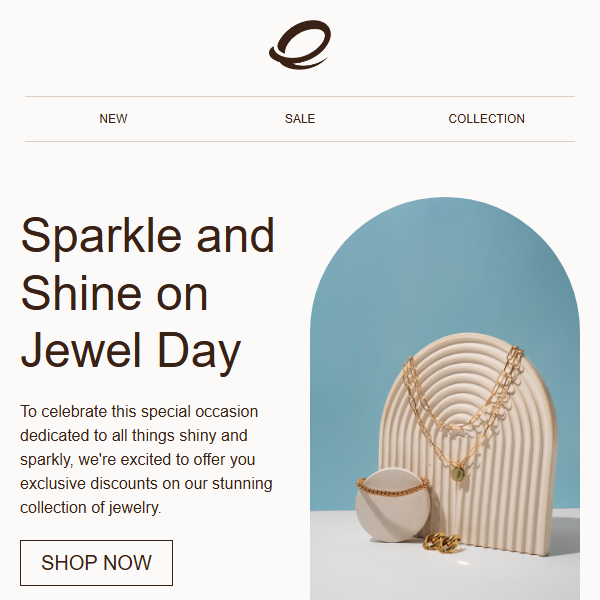 NEW SALE COLLECTION
Sparkle and
Shine on
Jewel Day
To celebrate this special occasion
dedicated to all things shiny and
sparkly, we're excited to offer you
exclusive discounts on our stunning
collection of jewelry.
SHOP NOW